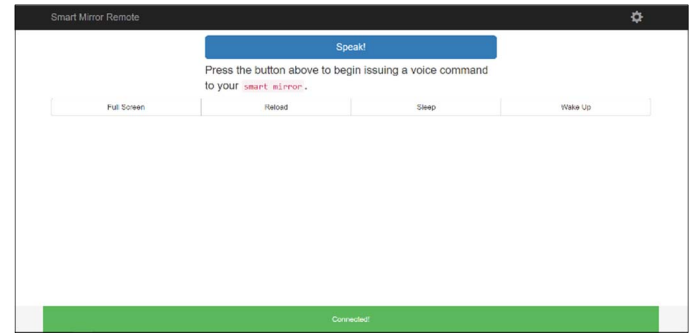 Smart Mirror Remote
Speak!
Press the button above to begin issuing a voice command
to your smart mirror.
Full Screen Reload Sleep Wake Up
Connected!